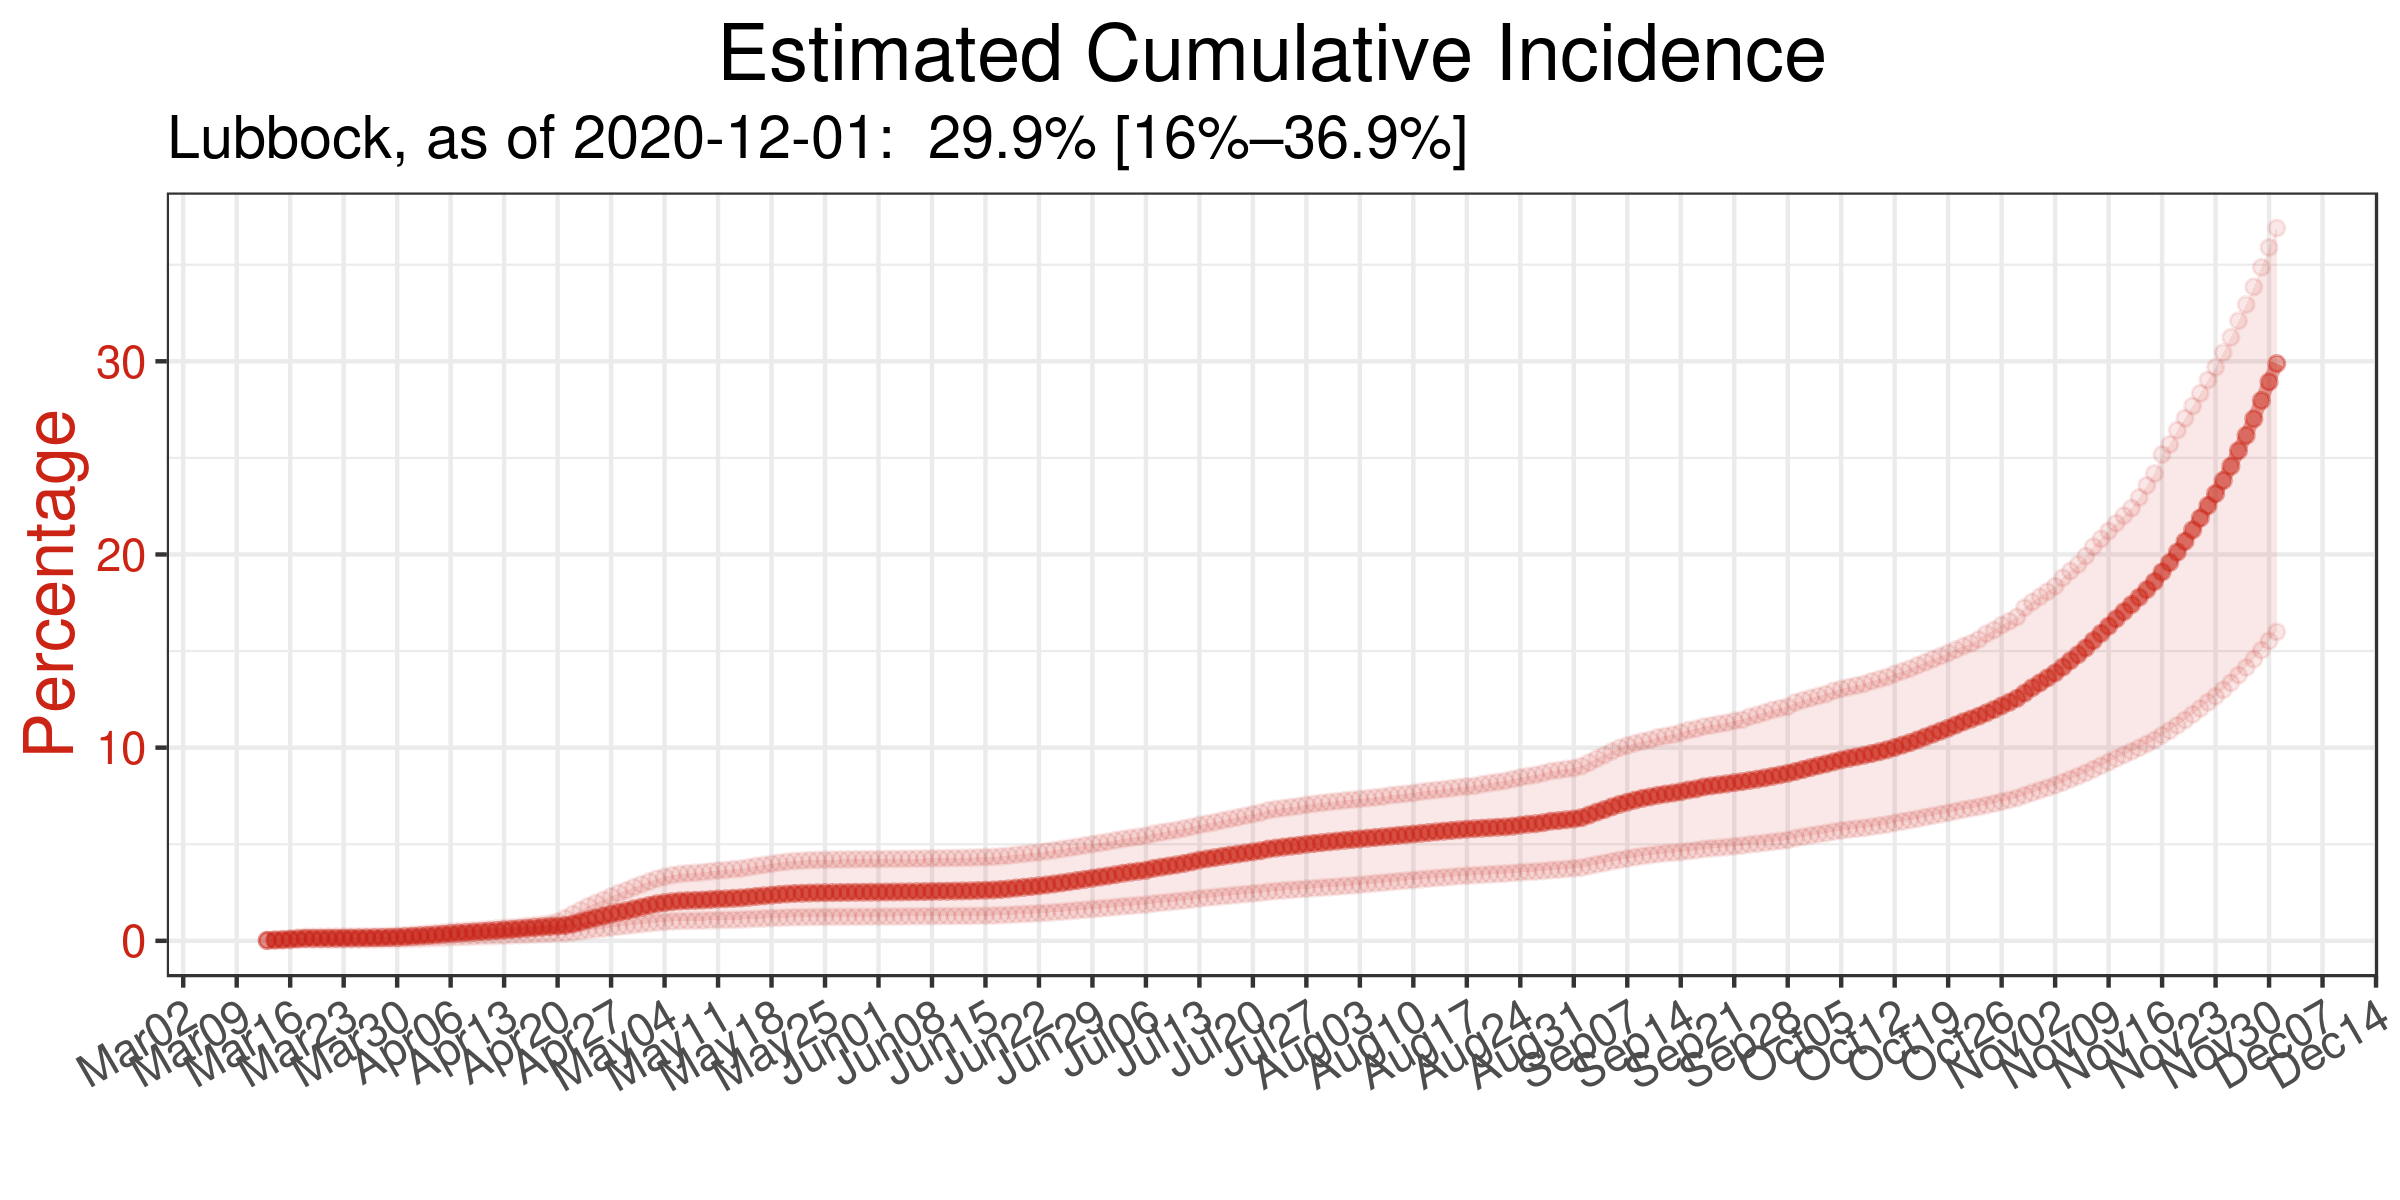 Estimated Cumulative Incidence
Lubbock, as of 2020-12-01:  29.9% [16%–36.9%]
Percentage
30
20
10
0
Mar02
Mar09
Mar16
Mar23
Mar30
Apr06
Apr13
Apr20
Apr27
May04
May11
May18
May25
Jun01
Jun08
Jun15
Jun22
Jun29
Jul06
Jul13
Jul20
Jul27
Aug03
Aug10
Aug17
Aug24
Aug31
Sep07
Sep14
Sep21
Sep28
Oct05
Oct12
Oct19
Oct26
Nov02
Nov09
Nov16
Nov23
Nov30
Dec07
Dec14